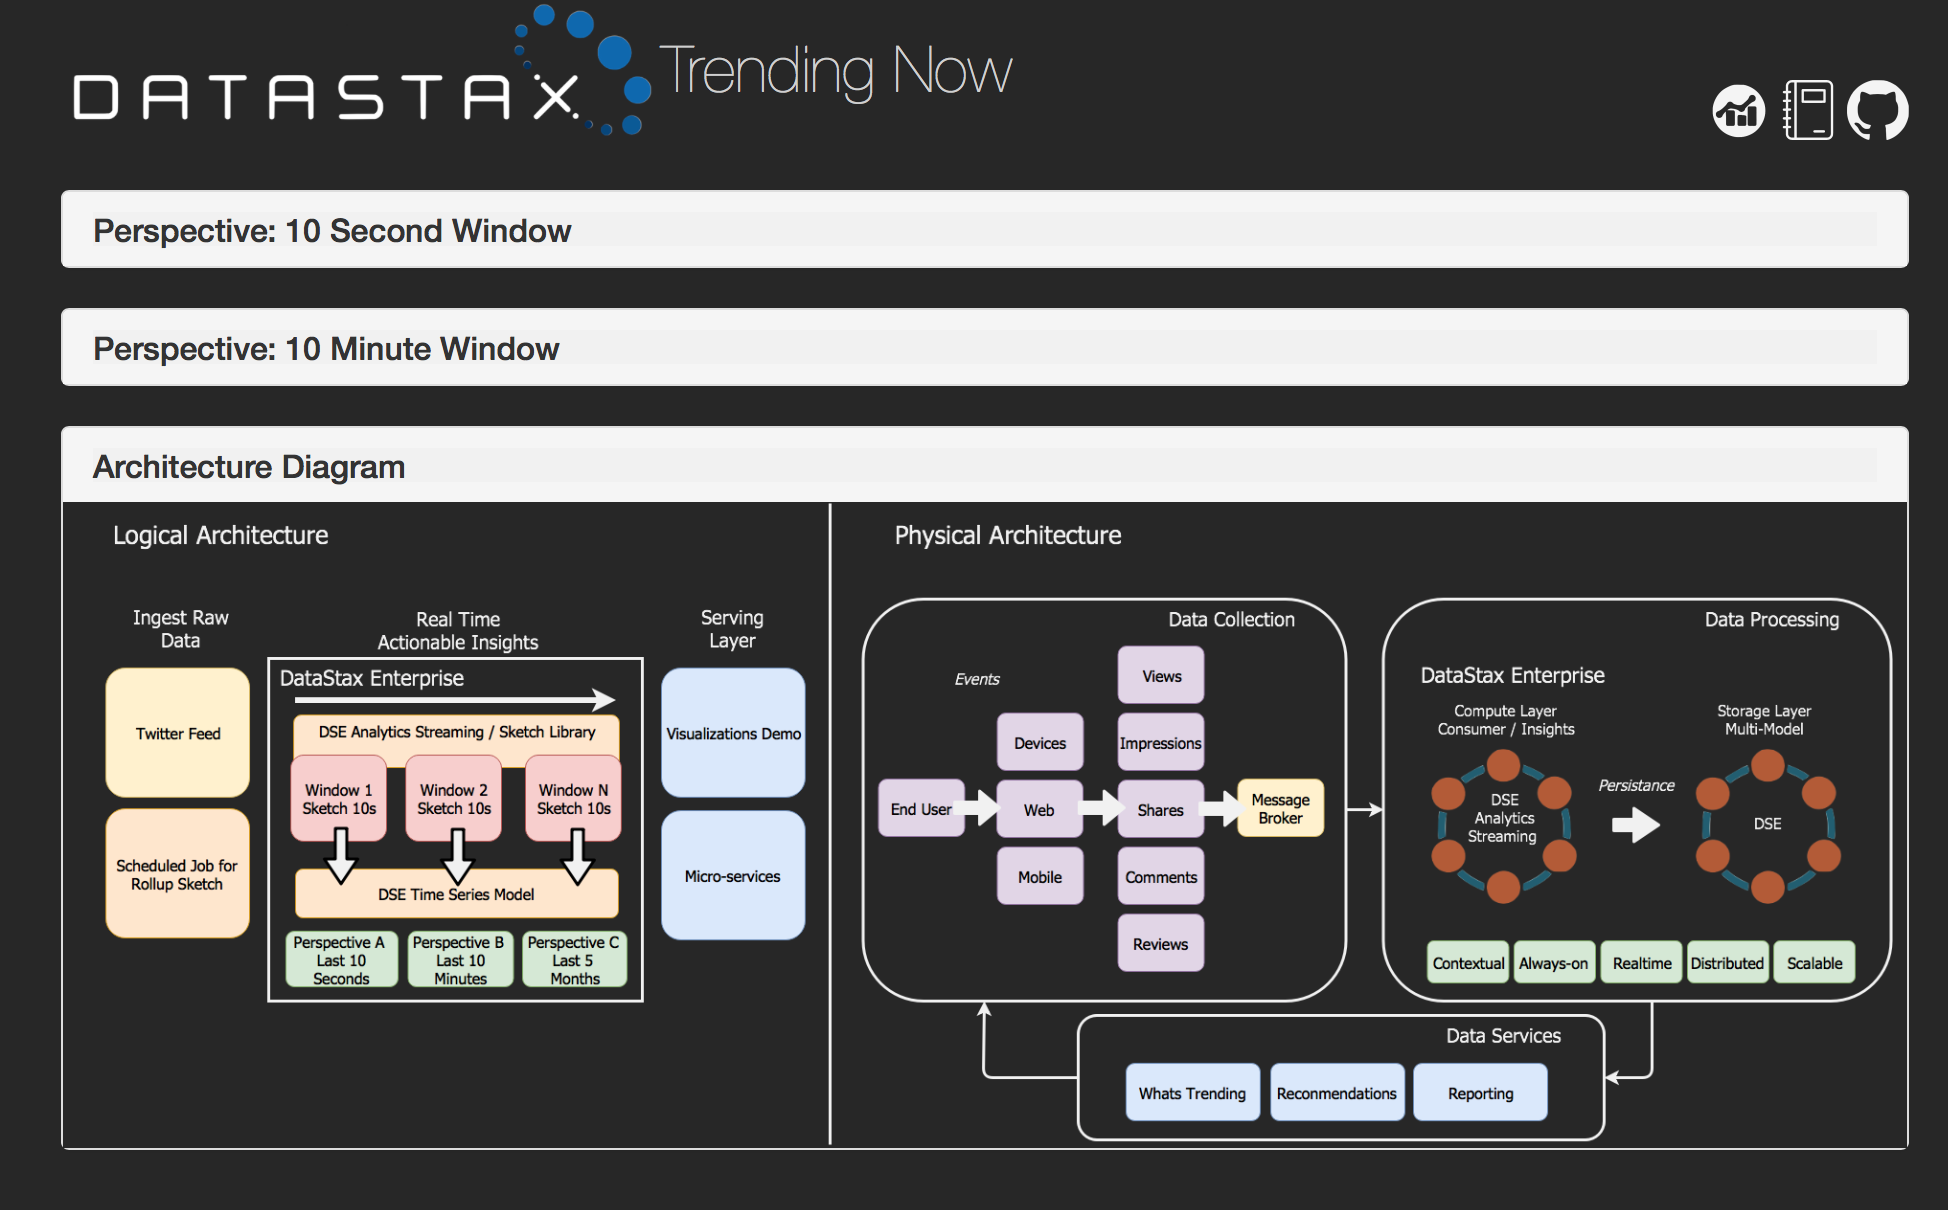 DATASTAX Trending Now
Perspective: 10 Second Window
Perspective: 10 Minute Window
Architecture Diagram
Logical Architecture
Ingest Raw
Data
Real Time
Actionable Insights
Serving
Layer
Twitter Feed
Scheduled Job for
Rollup Sketch
DataStax Enterprise
DSE Analytics Streaming / Sketch Library
Window 1
Sketch 10s
Window 2
Sketch 10s
Window N
Sketch 10s
DSE Time Series Model
Perspective A
Last 10
Seconds
Perspective B
Last 10
Minutes
Perspective C
Last 5
Months
Visualizations Demo
Micro-services
Physical Architecture
Data Collection
Events
End User
Devices
Web
Mobile
Views
Impressions
Shares
Comments
Reviews
Message
Broker
Data Processing
DataStax Enterprise
Compute Layer
Consumer / Insights
DSE
Analytics
Streaming
Persistance
Storage Layer
Multi-Model
DSE
Contextual
Always-on
Realtime
Distributed
Scalable
Data Services
Whats Trending
Reconmendations
Reporting